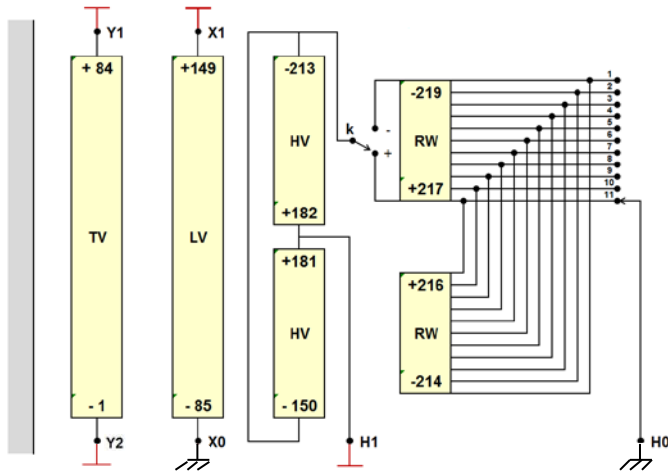 Y1
X1
+ 84
+149
-213
-219
1
2
3
4
5
6
7
8
9
10
11
k
-
+
HV
RW
+217
+182
TV
LV
+181
+216
HV
RW
-214
- 1
- 85
- 150
Y2
X0
H1
H0